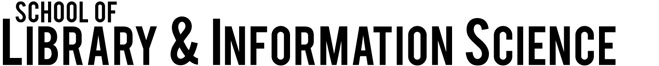 SCHOOL OF
LIBRARY & INFORMATION SCIENCE